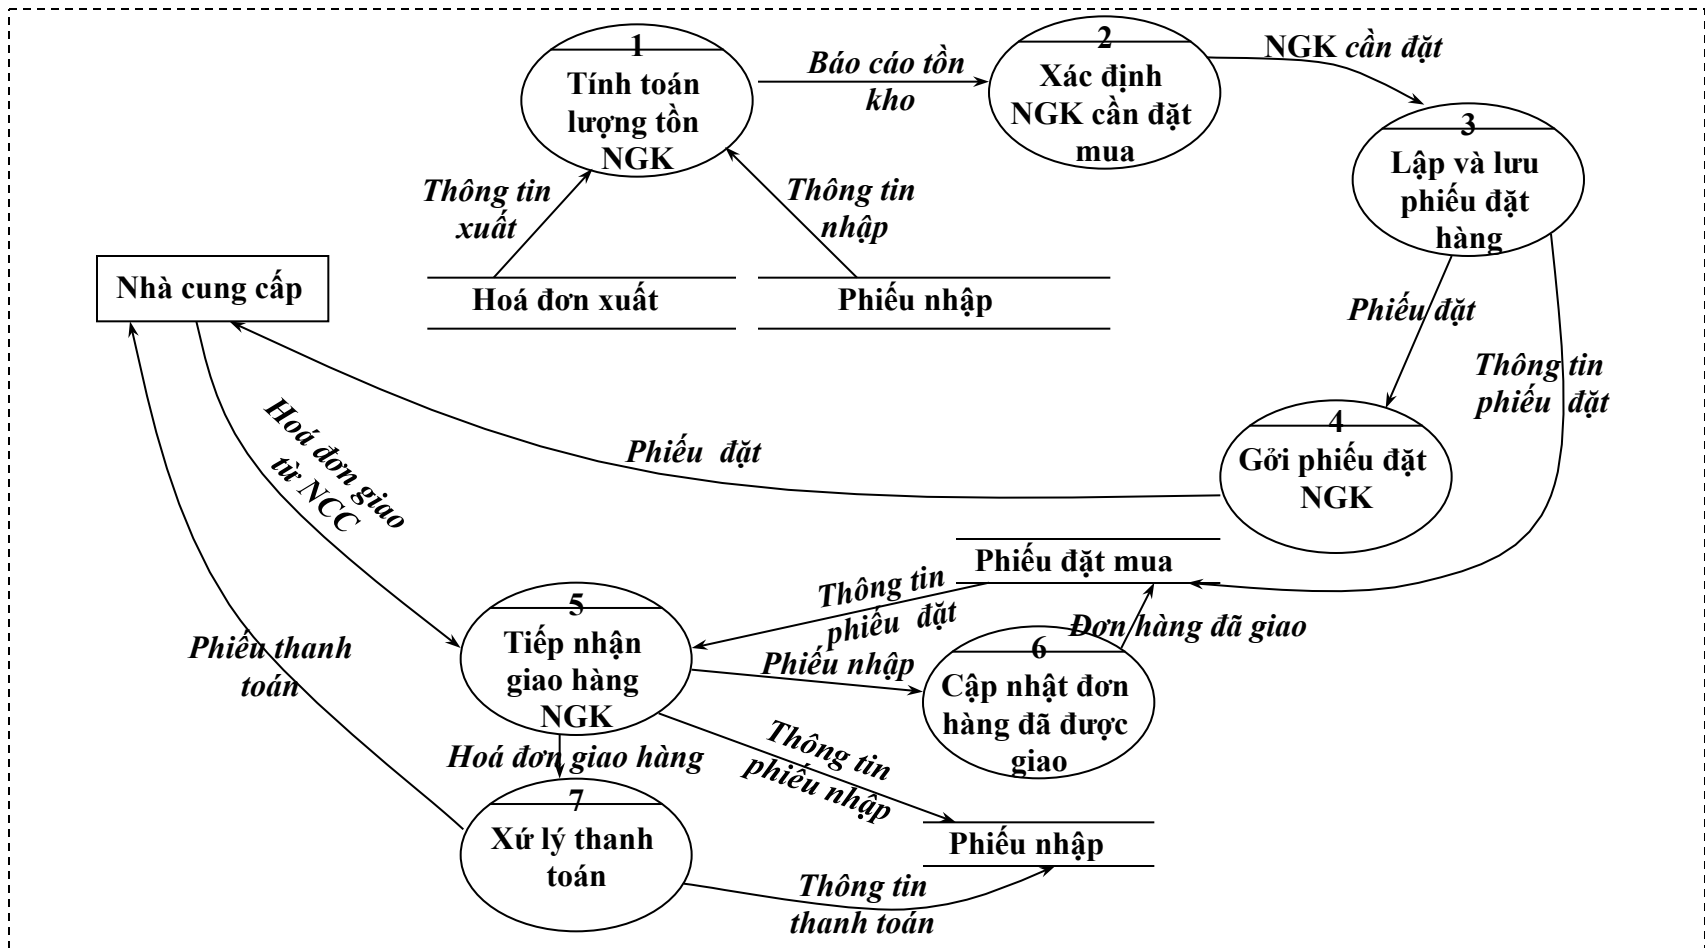 1
Tính toán
lượng tồn
NGK
Báo cáo tồn
kho
2
Xác định
NGK cần đặt
mua
NGK cần đặt
3
Lập và lưu
phiếu đặt
hàng
Thông tin
xuất
Thông tin
nhập
Nhà cung cấp
Hoá đơn xuất
Phiếu nhập
Phiếu đặt
Thông tin
phiếu đặt
Hoá đơn giao
từ NCC
Phiếu đặt
4
Gởi phiếu đặt
NGK
Phiếu đặt mua
Thông tin
phiếu đặt
Đơn hàng đã giao
5
Tiếp nhận
giao hàng
NGK
Phiếu nhập
6
Cập nhật đơn
hàng đã được
giao
Phiếu thanh
toán
Hoá đơn giao hàng
Thông tin
phiếu nhập
7
Xứ lý thanh
toán
Phiếu nhập
Thông tin
thanh toán